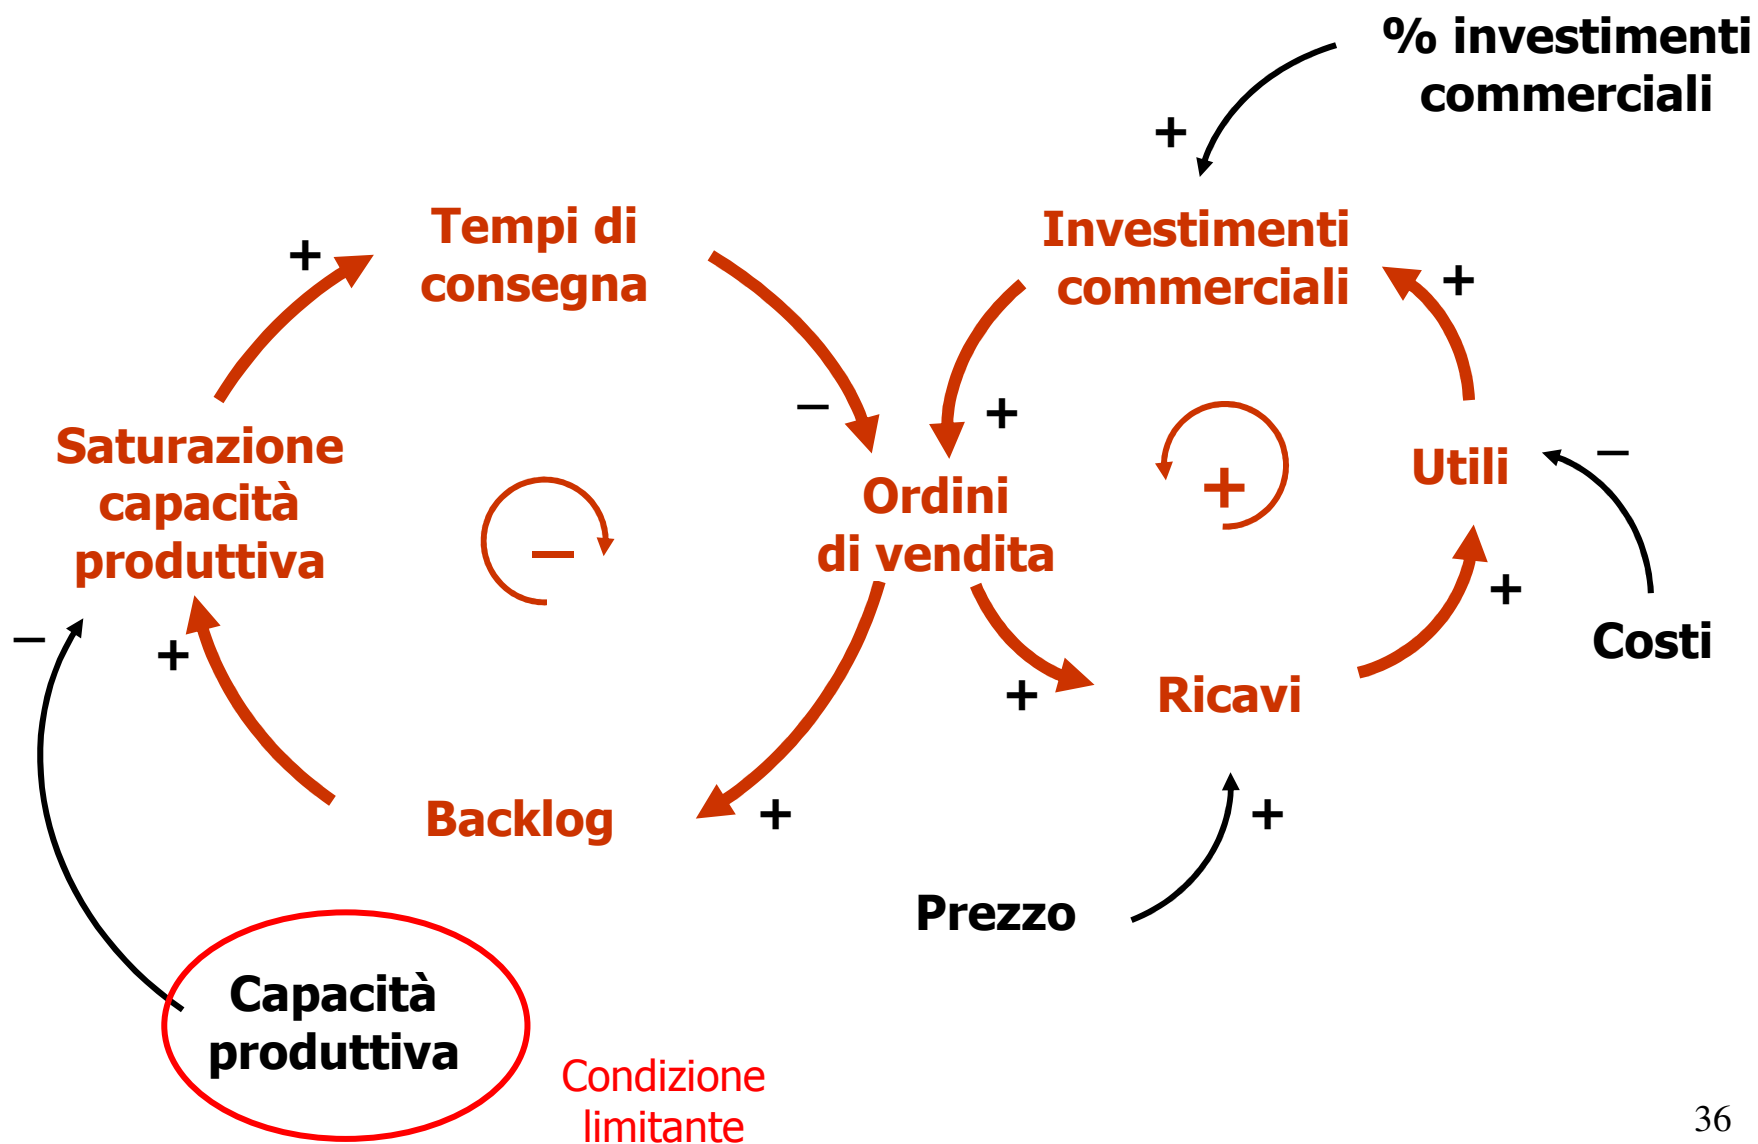 % investimenti
commerciali
+
Tempi di
consegna
+
Investimenti
commerciali
+
–
+
Saturazione
capacità
produttiva
–
Ordini
di vendita
+
Utili
–
–
+
+
Ricavi
+
Costi
Backlog
+
+
Prezzo
Capacità
produttiva
Condizione
limitante
36